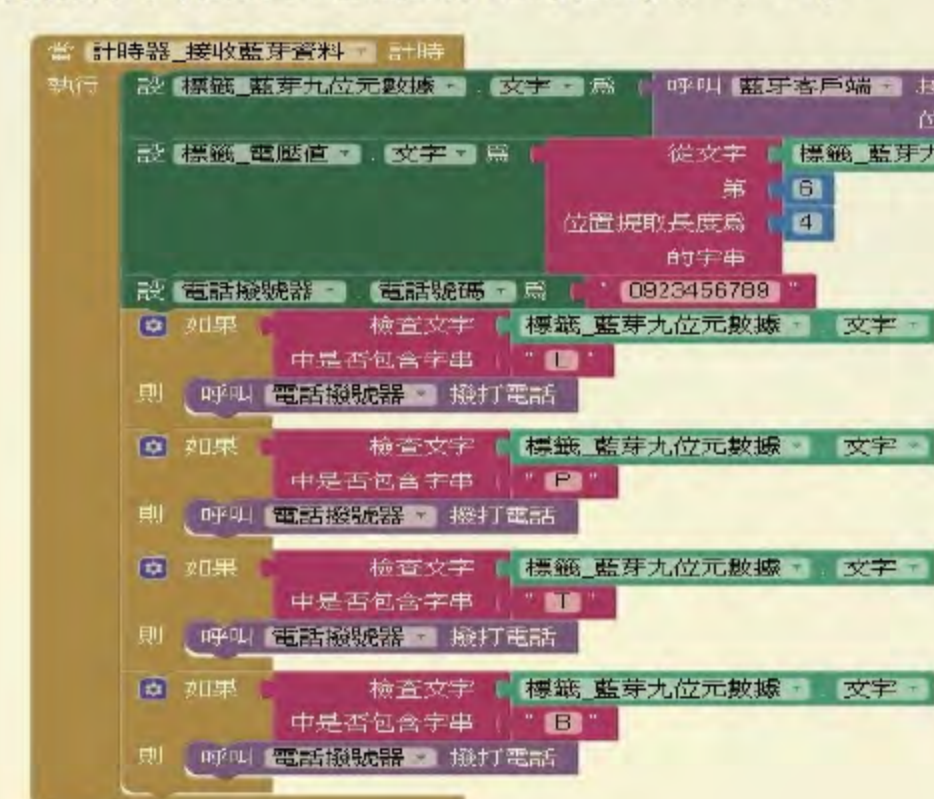 當 計時器_接收藍芽資料 計時
執行 設 標籤_藍芽九位元數據 . 文字 為 呼叫 藍牙客戶端
設 標籤_電壓值 . 文字 為 從文字 標籤_藍芽
第 6
位置提取長度為 4
的字串
設 電話撥號器 . 電話號碼 為 " 0923456789 "
如果 檢查文字 標籤_藍芽九位元數據 . 文字
中是否包含字串 " L "
則 呼叫 電話撥號器 撥打電話
如果 檢查文字 標籤_藍芽九位元數據 . 文字
中是否包含字串 " P "
則 呼叫 電話撥號器 撥打電話
如果 檢查文字 標籤_藍芽九位元數據 . 文字
中是否包含字串 " T "
則 呼叫 電話撥號器 撥打電話
如果 檢查文字 標籤_藍芽九位元數據 . 文字
中是否包含字串 " B "
則 呼叫 電話撥號器 撥打電話